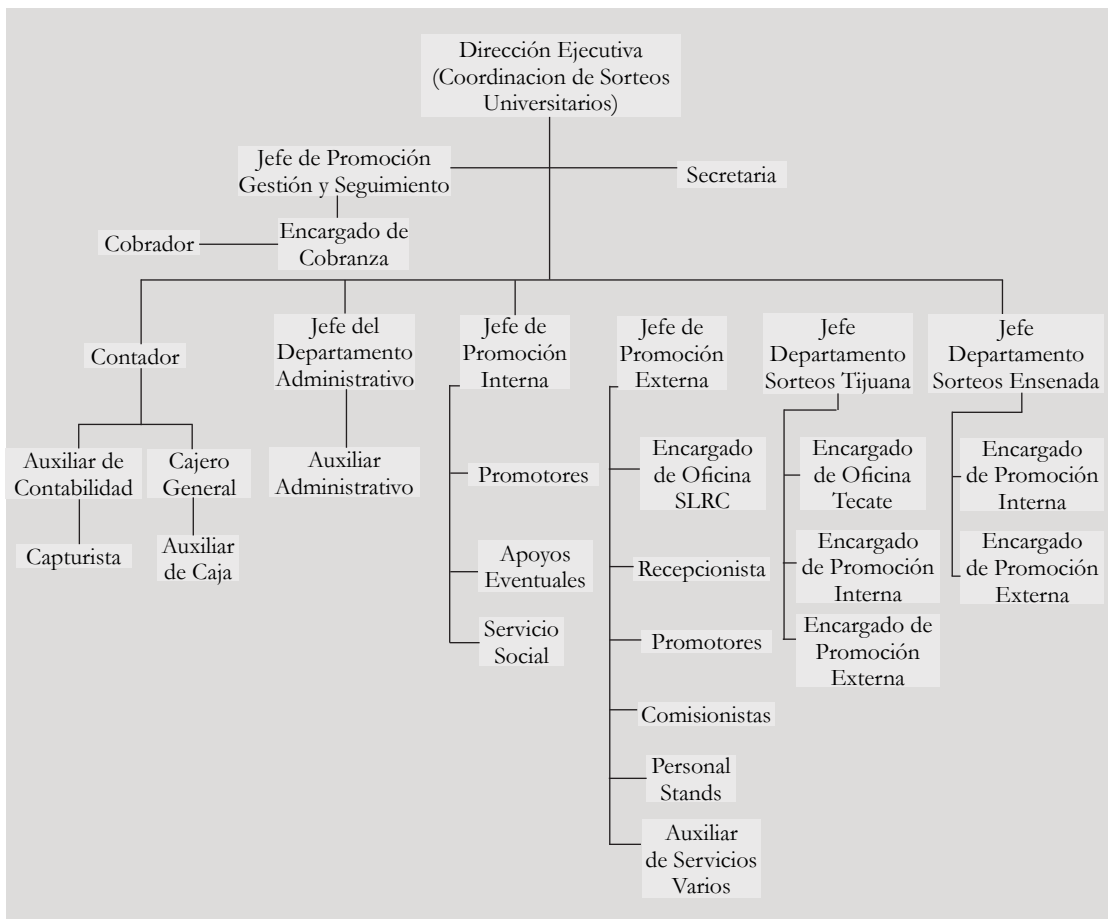 Dirección Ejecutiva
(Coordinacion de Sorteos
Universitarios)
Jefe de Promoción
Gestión y Seguimiento
Secretaria
Cobrador
Encargado de
Cobranza
Contador
Jefe del
Departamento
Administrativo
Jefe de
Promoción
Interna
Jefe de
Promoción
Externa
Jefe
Departamento
Sorteos Tijuana
Jefe
Departamento
Sorteos Ensenada
Auxiliar de
Contabilidad
Cajero
General
Capturista
Auxiliar
de Caja
Auxiliar
Administrativo
Promotores
Apoyos
Eventuales
Servicio
Social
Encargado
de Oficina
SLRC
Recepcionista
Promotores
Comisionistas
Personal
Stands
Auxiliar
de Servicios
Varios
Encargado
de Oficina
Tecate
Encargado
de Promoción
Interna
Encargado de
Promoción
Externa
Encargado
de Promoción
Interna
Encargado
de Promoción
Externa